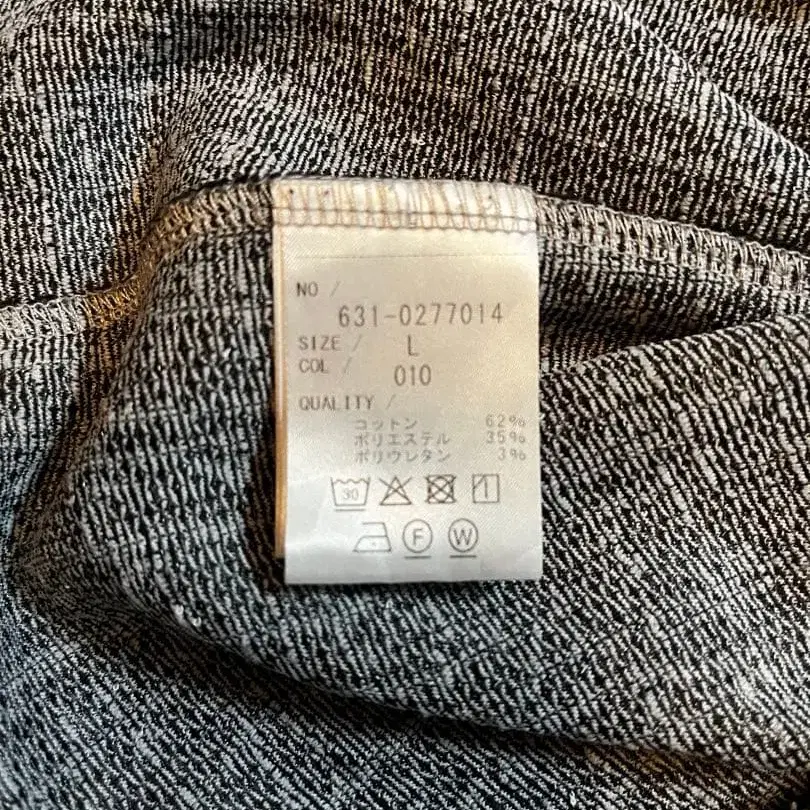 NO /
631-0277014
SIZE / L
COL / 010
QUALITY /
コットン 62%
ポリエステル 35%
ポリウレタン 3%
30
F W